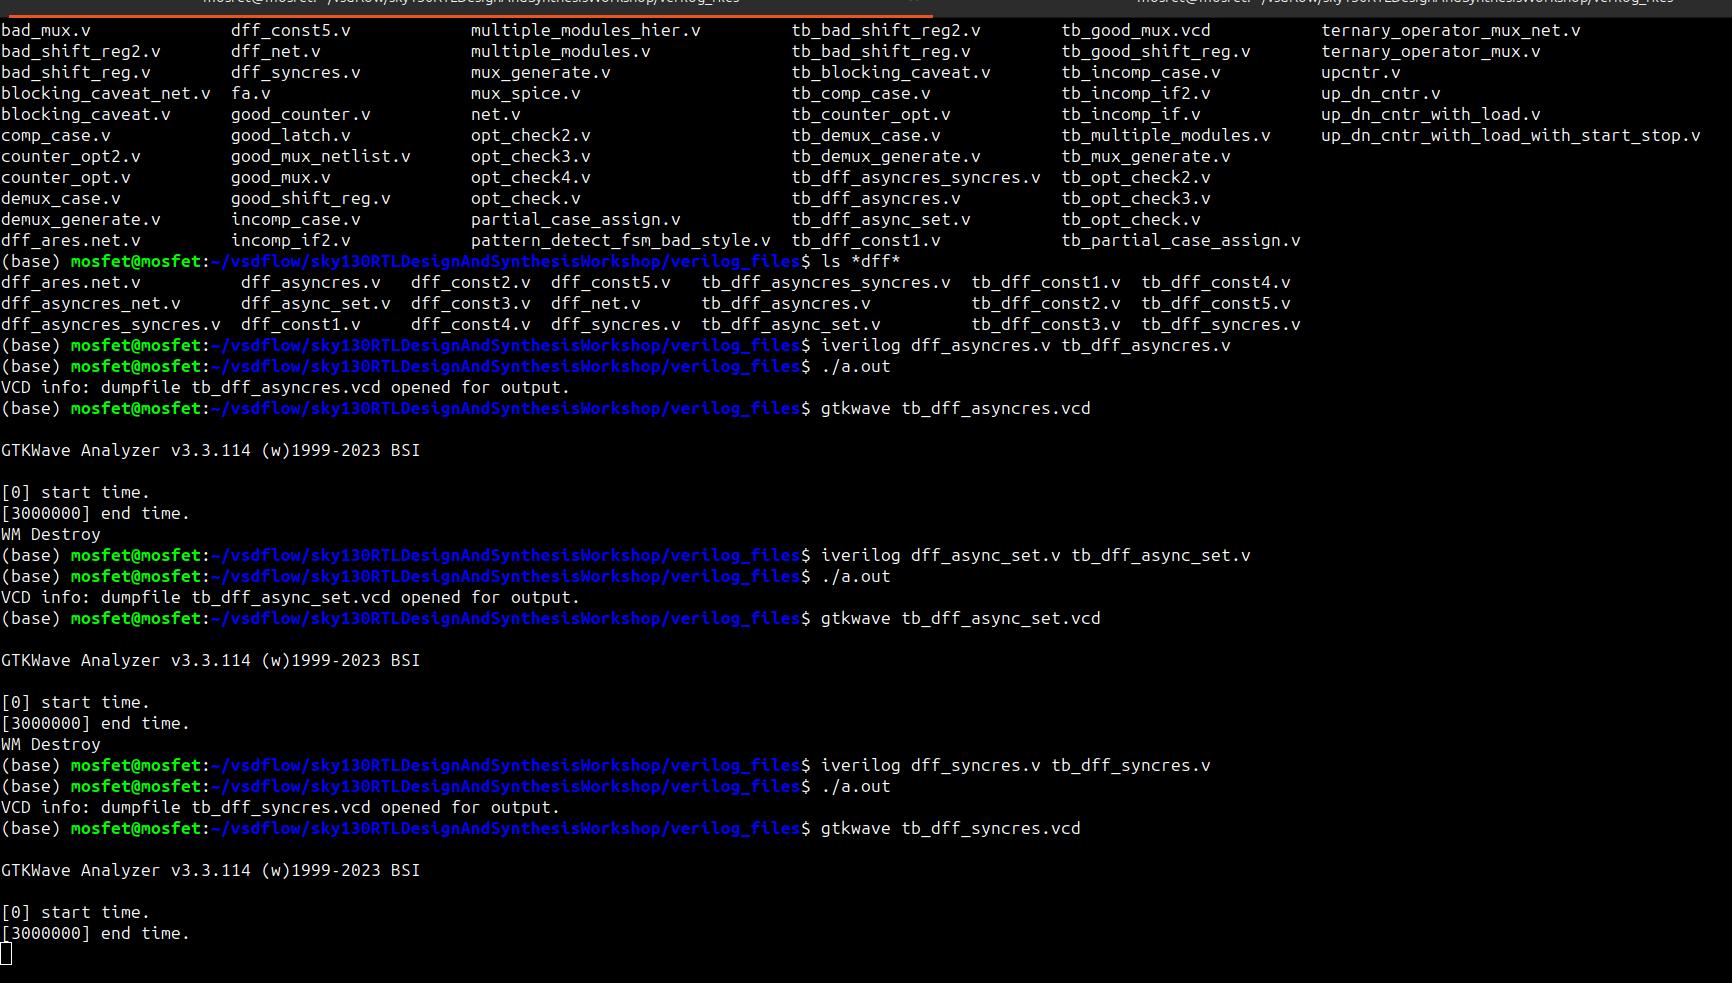 mosfet@mosfet: ~/vsdflow/sky130RTLDesignAndSynthesisWorkshop/verilog_files mosfet@mosfet: ~/vsdflow/sky130RTLDesignAndSynthesisWorkshop/verilog_files
bad_mux.v dff_const5.v multiple_modules_hier.v tb_bad_shift_reg2.v tb_good_mux.vcd ternary_operator_mux_net.v
bad_shift_reg2.v dff_net.v multiple_modules.v tb_bad_shift_reg.v tb_good_shift_reg.v ternary_operator_mux.v
bad_shift_reg.v dff_syncres.v mux_generate.v tb_blocking_caveat.v tb_incomp_case.v upcntr.v
blocking_caveat_net.v fa.v mux_spice.v tb_comp_case.v tb_incomp_if2.v up_dn_cntr.v
blocking_caveat.v good_counter.v net.v tb_counter_opt.v tb_incomp_if.v up_dn_cntr_with_load.v
comp_case.v good_latch.v opt_check2.v tb_demux_case.v tb_multiple_modules.v up_dn_cntr_with_load_with_start_stop.v
counter_opt2.v good_mux_netlist.v opt_check3.v tb_demux_generate.v tb_mux_generate.v
counter_opt.v good_mux.v opt_check4.v tb_dff_asyncres_syncres.v tb_opt_check2.v
demux_case.v good_shift_reg.v opt_check.v tb_dff_asyncres.v tb_opt_check3.v
demux_generate.v incomp_case.v partial_case_assign.v tb_dff_async_set.v tb_opt_check.v
dff_ares.net.v incomp_if2.v pattern_detect_fsm_bad_style.v tb_dff_const1.v tb_partial_case_assign.v
(base) mosfet@mosfet:~/vsdflow/sky130RTLDesignAndSynthesisWorkshop/verilog_files$ ls *dff*
dff_ares.net.v dff_asyncres.v dff_const2.v dff_const5.v tb_dff_asyncres_syncres.v tb_dff_const1.v tb_dff_const4.v
dff_asyncres_net.v dff_async_set.v dff_const3.v dff_net.v tb_dff_asyncres.v tb_dff_const2.v tb_dff_const5.v
dff_asyncres_syncres.v dff_const1.v dff_const4.v dff_syncres.v tb_dff_async_set.v tb_dff_const3.v tb_dff_syncres.v
(base) mosfet@mosfet:~/vsdflow/sky130RTLDesignAndSynthesisWorkshop/verilog_files$ iverilog dff_asyncres.v tb_dff_asyncres.v
(base) mosfet@mosfet:~/vsdflow/sky130RTLDesignAndSynthesisWorkshop/verilog_files$ ./a.out
VCD info: dumpfile tb_dff_asyncres.vcd opened for output.
(base) mosfet@mosfet:~/vsdflow/sky130RTLDesignAndSynthesisWorkshop/verilog_files$ gtkwave tb_dff_asyncres.vcd
GTKWave Analyzer v3.3.114 (w)1999-2023 BSI
[0] start time.
[3000000] end time.
WM Destroy
(base) mosfet@mosfet:~/vsdflow/sky130RTLDesignAndSynthesisWorkshop/verilog_files$ iverilog dff_async_set.v tb_dff_async_set.v
(base) mosfet@mosfet:~/vsdflow/sky130RTLDesignAndSynthesisWorkshop/verilog_files$ ./a.out
VCD info: dumpfile tb_dff_async_set.vcd opened for output.
(base) mosfet@mosfet:~/vsdflow/sky130RTLDesignAndSynthesisWorkshop/verilog_files$ gtkwave tb_dff_async_set.vcd
GTKWave Analyzer v3.3.114 (w)1999-2023 BSI
[0] start time.
[3000000] end time.
WM Destroy
(base) mosfet@mosfet:~/vsdflow/sky130RTLDesignAndSynthesisWorkshop/verilog_files$ iverilog dff_syncres.v tb_dff_syncres.v
(base) mosfet@mosfet:~/vsdflow/sky130RTLDesignAndSynthesisWorkshop/verilog_files$ ./a.out
VCD info: dumpfile tb_dff_syncres.vcd opened for output.
(base) mosfet@mosfet:~/vsdflow/sky130RTLDesignAndSynthesisWorkshop/verilog_files$ gtkwave tb_dff_syncres.vcd
GTKWave Analyzer v3.3.114 (w)1999-2023 BSI
[0] start time.
[3000000] end time.